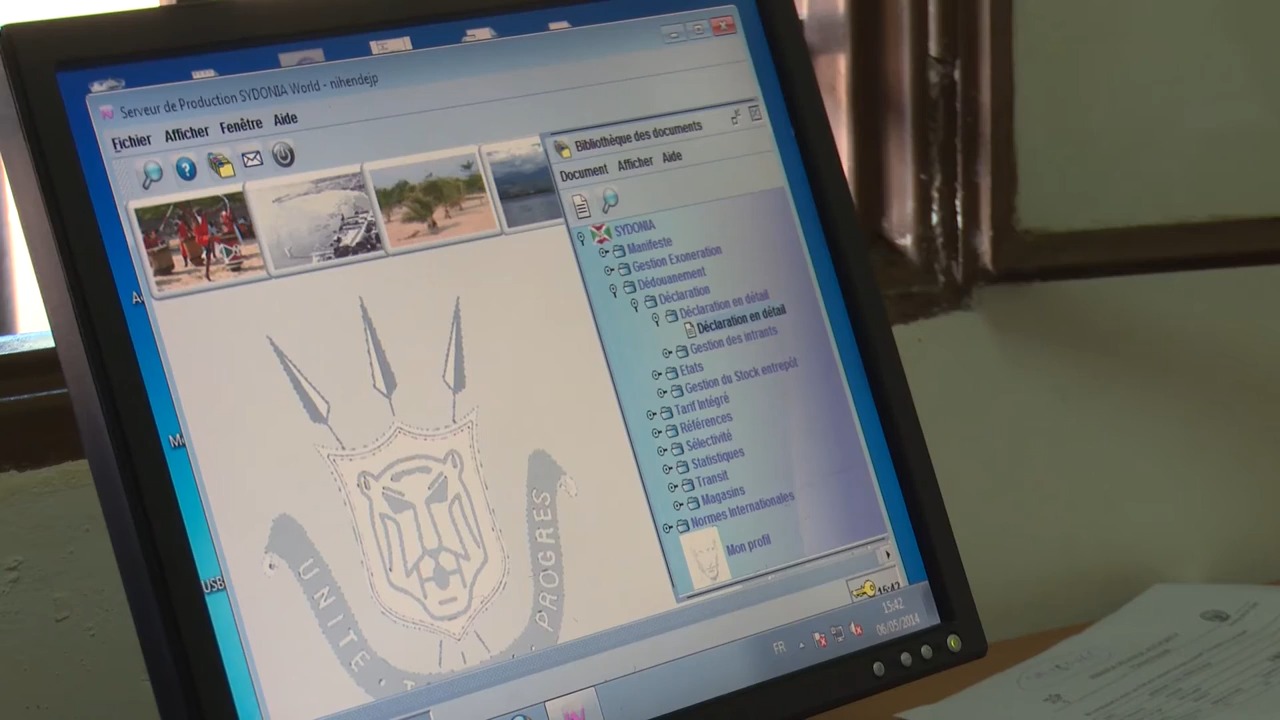 Serveur de Production SYDONIA World - nihendejp
Fichier Afficher Fenêtre Aide
Bibliothèque des documents
Document Afficher Aide
SYDONIA
Manifeste
Gestion Exoneration
Dédouanement
Déclaration
Déclaration en détail
Déclaration en détail
Gestion des intrants
Etats
Gestion du Stock entrepôt
Tarif Intégré
Références
Sélectivité
Statistiques
Transit
Magasins
Normes Internationales
Mon profil
UNITE
PROGRES
USB
15:42
FR
15:42
06/05/2014